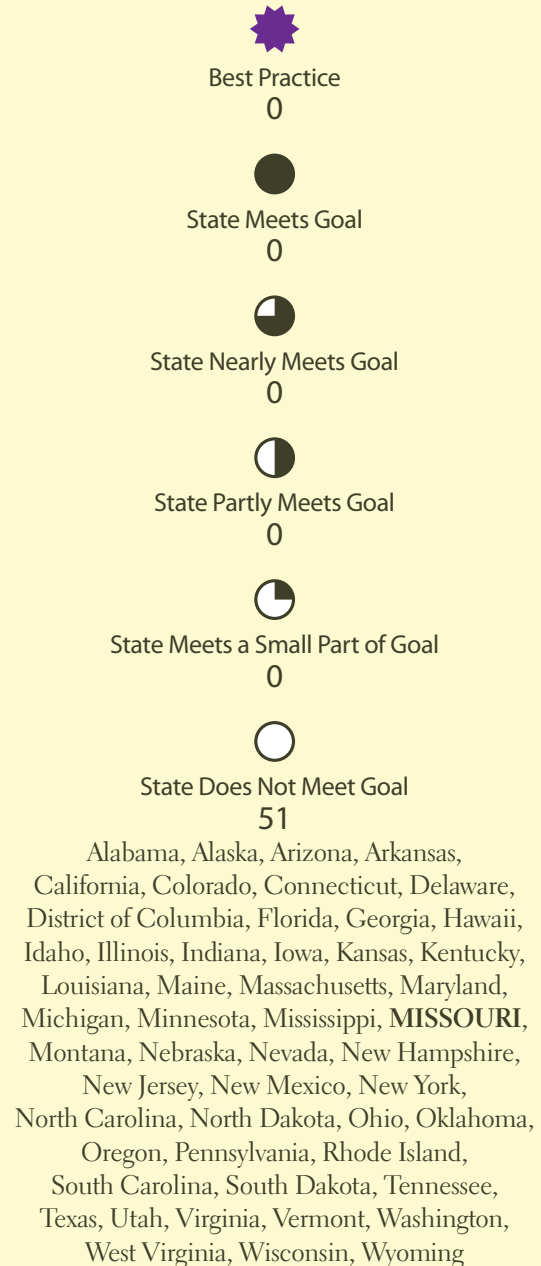 Best Practice
0
State Meets Goal
0
State Nearly Meets Goal
0
State Partly Meets Goal
0
State Meets a Small Part of Goal
0
State Does Not Meet Goal
51
Alabama, Alaska, Arizona, Arkansas,
California, Colorado, Connecticut, Delaware,
District of Columbia, Florida, Georgia, Hawaii,
Idaho, Illinois, Indiana, Iowa, Kansas, Kentucky,
Louisiana, Maine, Massachusetts, Maryland,
Michigan, Minnesota, Mississippi, MISSOURI,
Montana, Nebraska, Nevada, New Hampshire,
New Jersey, New Mexico, New York,
North Carolina, North Dakota, Ohio, Oklahoma,
Oregon, Pennsylvania, Rhode Island,
South Carolina, South Dakota, Tennessee,
Texas, Utah, Virginia, Vermont, Washington,
West Virginia, Wisconsin, Wyoming